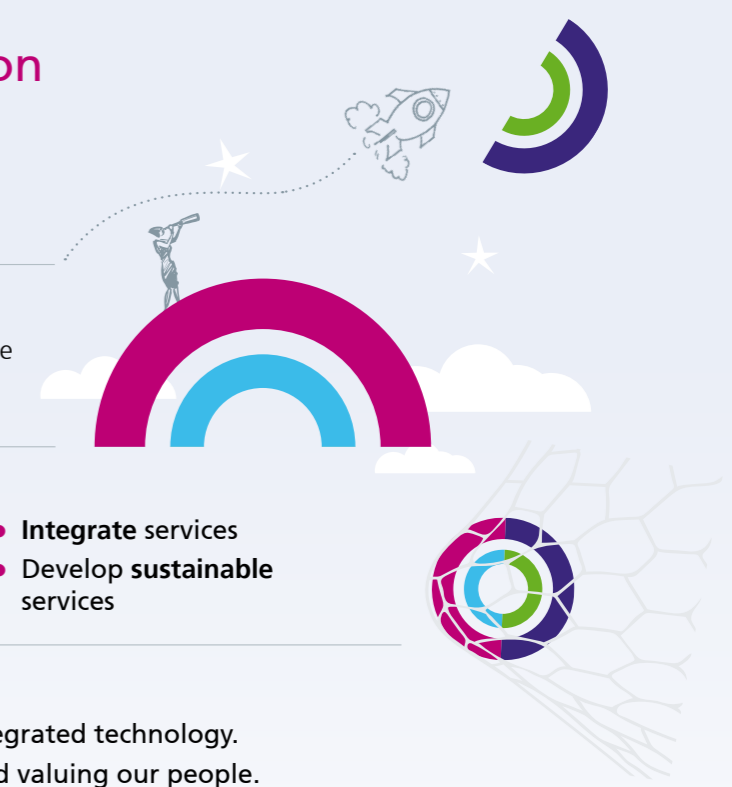 on
e
• Integrate services
• Develop sustainable
services
egrated technology.
d valuing our people.